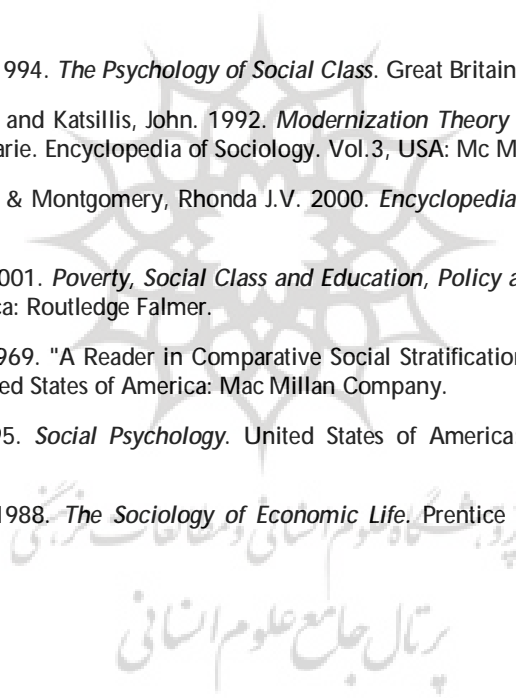 1994. The Psychology of Social Class. Great Britain
and Katsillis, John. 1992. Modernization Theory
arie. Encyclopedia of Sociology. Vol.3, USA: Mc M
& Montgomery, Rhonda J.V. 2000. Encyclopedia
001. Poverty, Social Class and Education, Policy a
ca: Routledge Falmer.
969. "A Reader in Comparative Social Stratification
ed States of America: Mac Millan Company.
95. Social Psychology. United States of America
1988. The Sociology of Economic Life. Prentice
پژوهشگاه علوم انسانی و مطالعات فرهنگی
پرتال جامع علوم انسانی